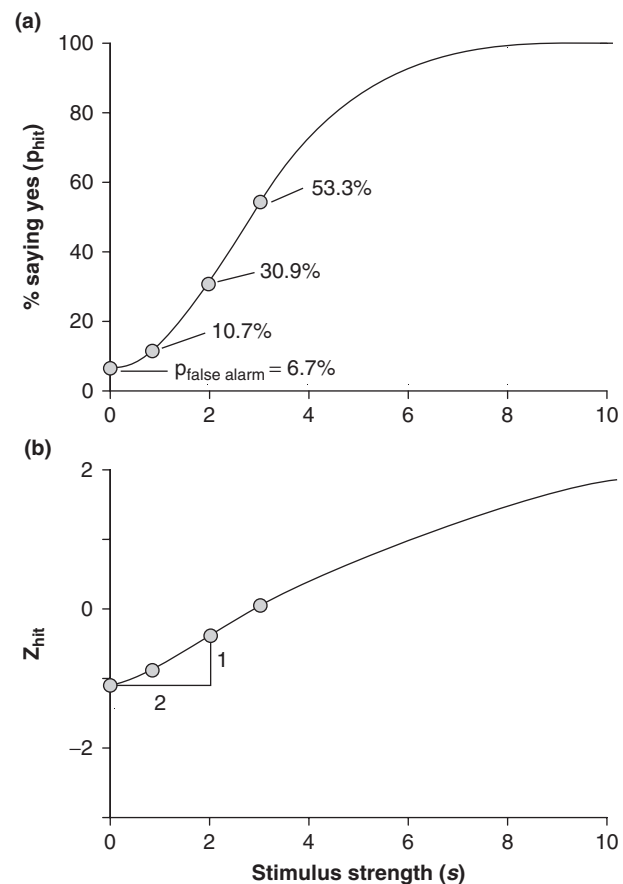 (a)
100
80
60
40
20
0
% saying yes (p_hit)
53.3%
30.9%
10.7%
p_false alarm = 6.7%
0 2 4 6 8 10
(b)
2
0
−2
Z_hit
1
2
0 2 4 6 8 10
Stimulus strength (s)